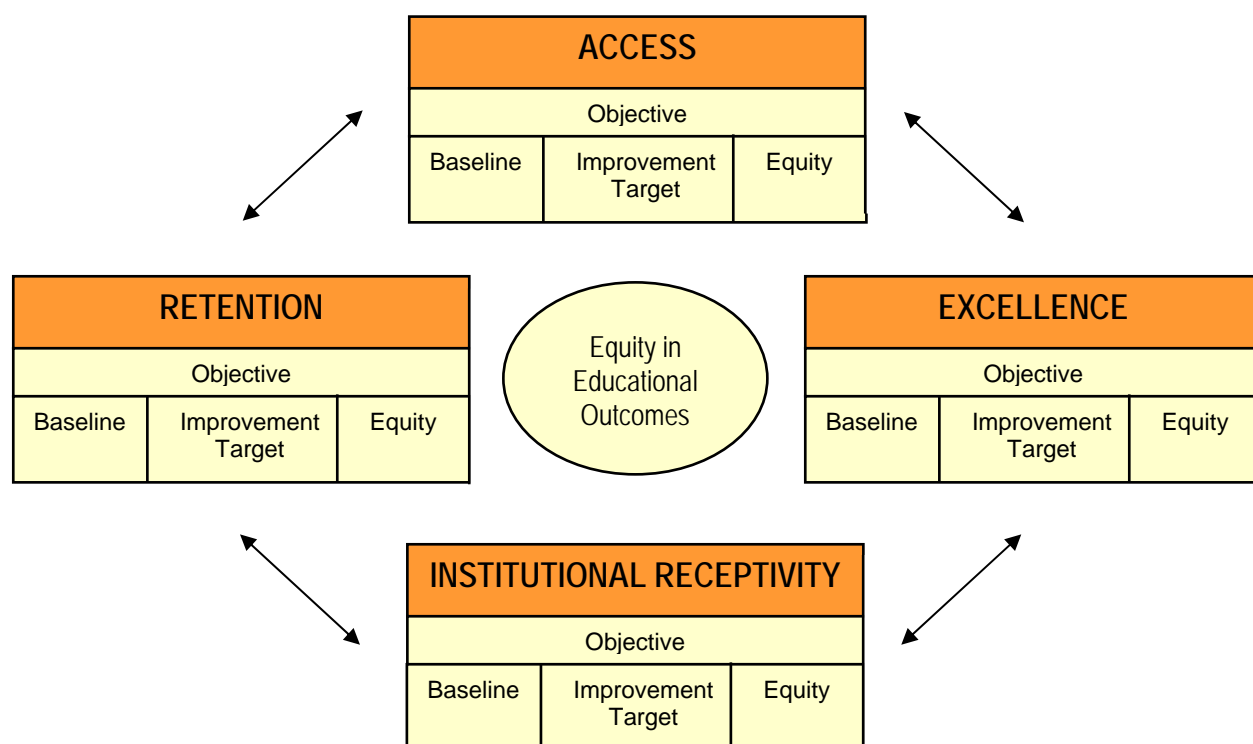 ACCESS
Objective
Baseline
Improvement
Target
Equity
RETENTION
Objective
Baseline
Improvement
Target
Equity
Equity in
Educational
Outcomes
EXCELLENCE
Objective
Baseline
Improvement
Target
Equity
INSTITUTIONAL RECEPTIVITY
Objective
Baseline
Improvement
Target
Equity